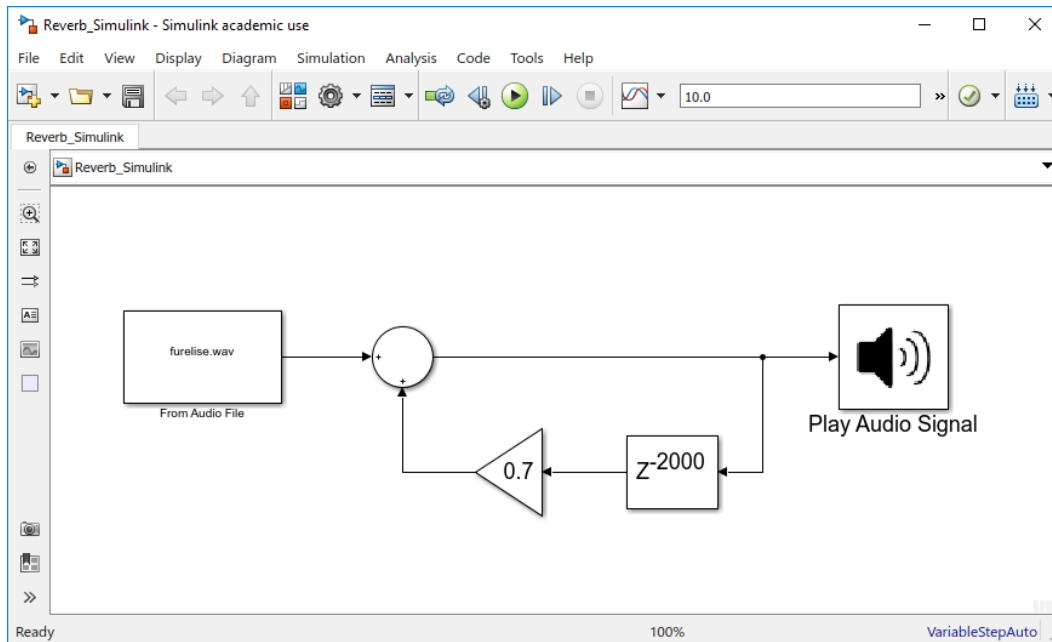 Reverb_Simulink - Simulink academic use
File Edit View Display Diagram Simulation Analysis Code Tools Help
10.0 »
Reverb_Simulink
Reverb_Simulink
furelise.wav
From Audio File
+
+
Play Audio Signal
0.7
Z-2000
»
Ready 100% VariableStepAuto